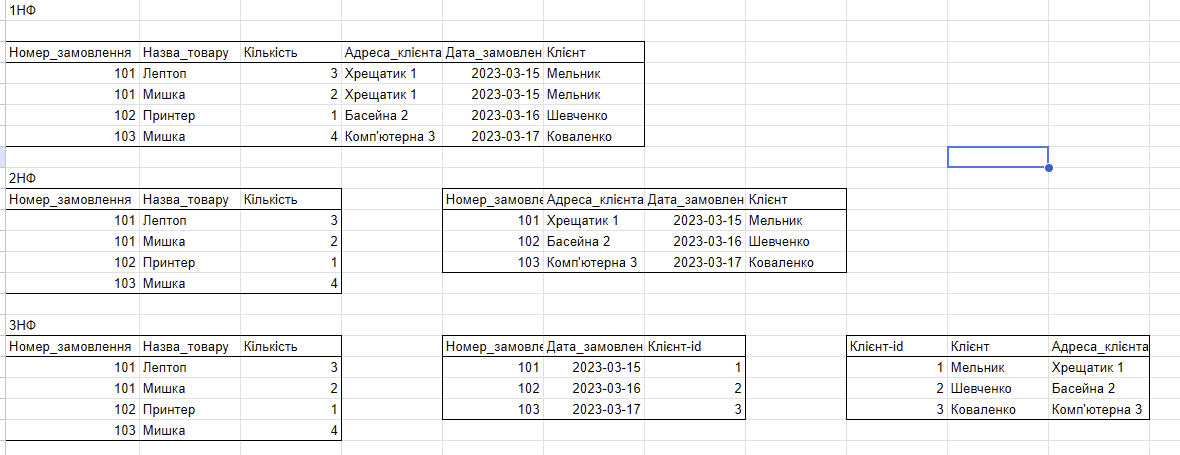 1НФ
Номер_замовлення Назва_товару Кількість Адреса_клієнта Дата_замовлен Клієнт
101 Лептоп 3 Хрещатик 1 2023-03-15 Мельник
101 Мишка 2 Хрещатик 1 2023-03-15 Мельник
102 Принтер 1 Басейна 2 2023-03-16 Шевченко
103 Мишка 4 Комп'ютерна 3 2023-03-17 Коваленко
2НФ
Номер_замовлення Назва_товару Кількість Номер_замовле Адреса_клієнта Дата_замовлен Клієнт
101 Лептоп 3 101 Хрещатик 1 2023-03-15 Мельник
101 Мишка 2 102 Басейна 2 2023-03-16 Шевченко
102 Принтер 1 103 Комп'ютерна 3 2023-03-17 Коваленко
103 Мишка 4
3НФ
Номер_замовлення Назва_товару Кількість Номер_замовле Дата_замовлен Клієнт-id Клієнт-id Клієнт Адреса_клієнта
101 Лептоп 3 101 2023-03-15 1 1 Мельник Хрещатик 1
101 Мишка 2 102 2023-03-16 2 2 Шевченко Басейна 2
102 Принтер 1 103 2023-03-17 3 3 Коваленко Комп'ютерна 3
103 Мишка 4